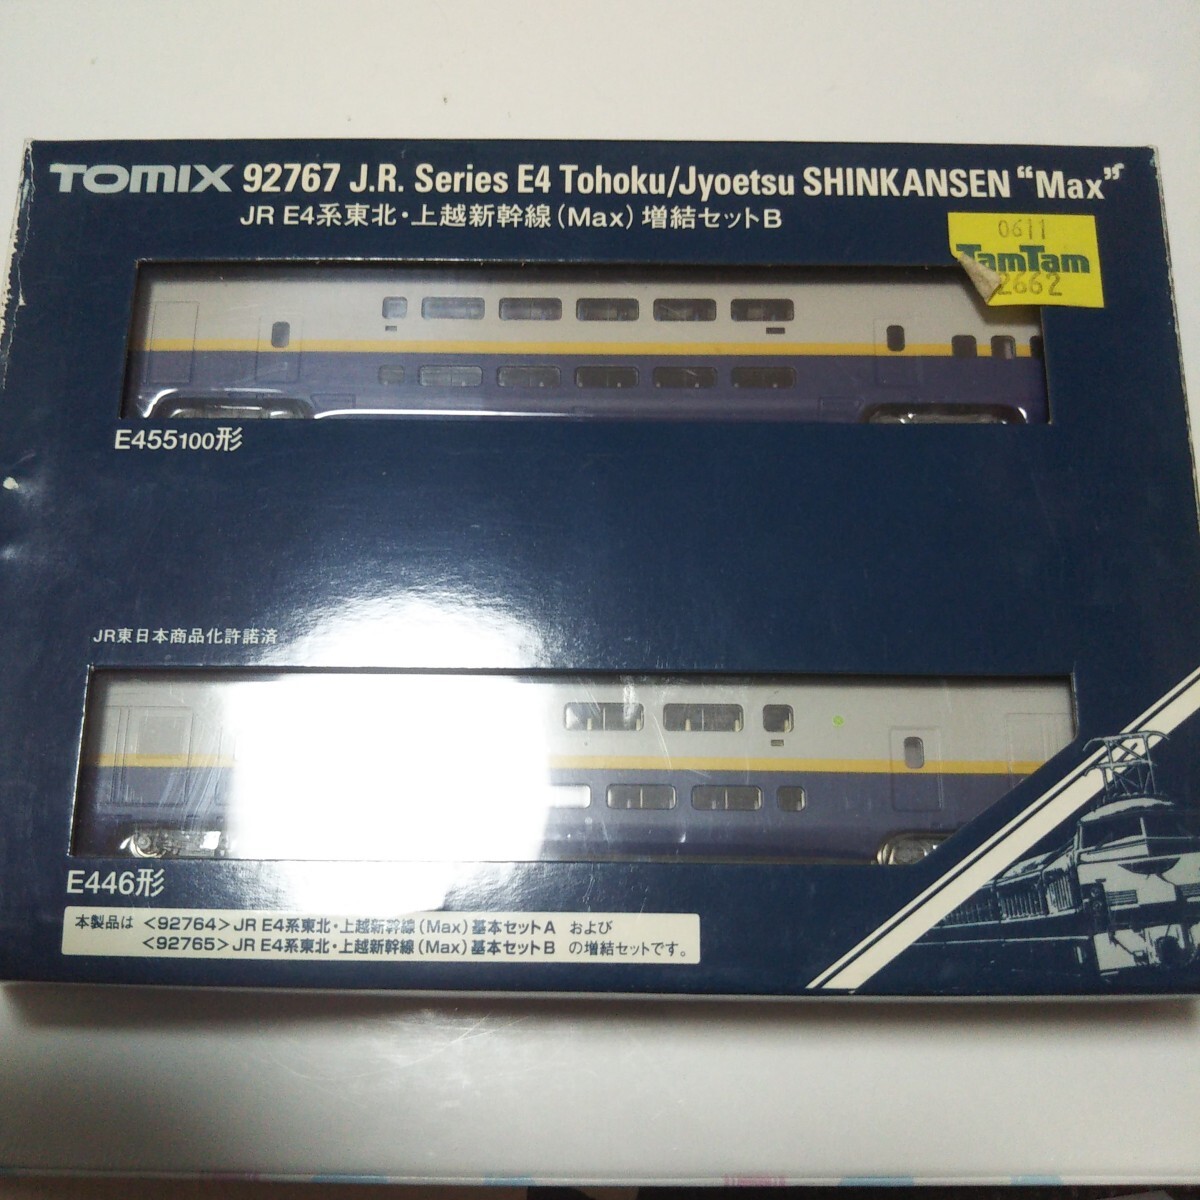 TOMIX 92767 J.R. Series E4 Tohoku/Jyoetsu SHINKANSEN "Max"
JR E4系東北・上越新幹線(Max)増結セットB
0611
TamTam
2662
E455100形
JR東日本商品化許諾済
E446形
本製品は <92764>JR E4系東北・上越新幹線(Max)基本セットA および
<92765>JR E4系東北・上越新幹線(Max)基本セットB の増結セットです。